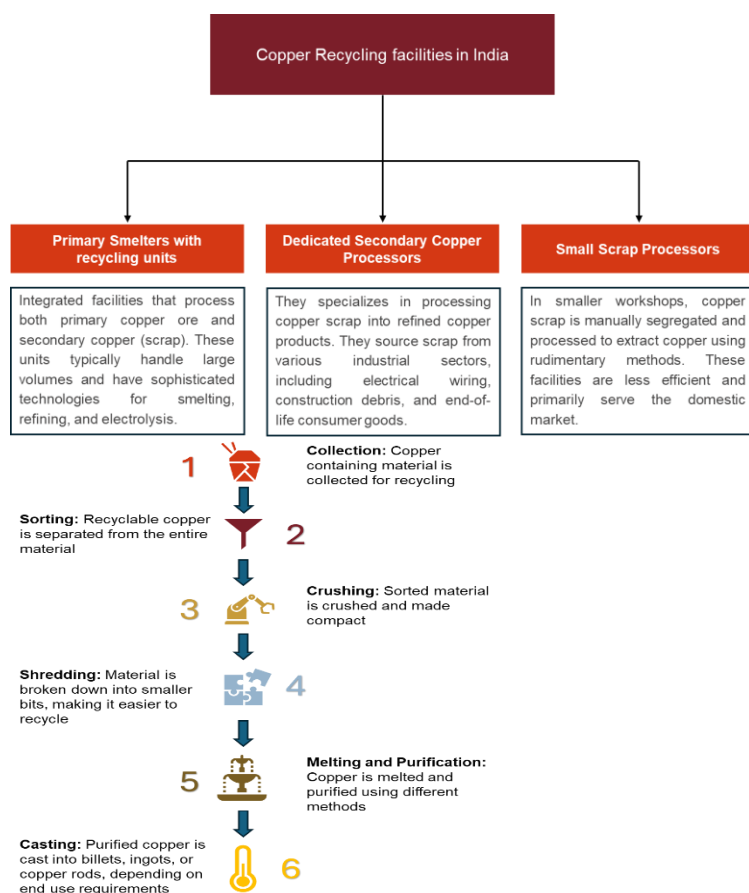 Copper Recycling facilities in India
Primary Smelters with
recycling units
Integrated facilities that process
both primary copper ore and
secondary copper (scrap). These
units typically handle large
volumes and have sophisticated
technologies for smelting,
refining, and electrolysis.
Dedicated Secondary Copper
Processors
They specializes in processing
copper scrap into refined copper
products. They source scrap from
various industrial sectors,
including electrical wiring,
construction debris, and end-of-
life consumer goods.
Small Scrap Processors
In smaller workshops, copper
scrap is manually segregated and
processed to extract copper using
rudimentary methods. These
facilities are less efficient and
primarily serve the domestic
market.
1
Collection: Copper
containing material is
collected for recycling
Sorting: Recyclable copper
is separated from the entire
material
2
3
Crushing: Sorted material
is crushed and made
compact
Shredding: Material is
broken down into smaller
bits, making it easier to
recycle
4
5
Melting and Purification:
Copper is melted and
purified using different
methods
Casting: Purified copper is
cast into billets, ingots, or
copper rods, depending on
end use requirements
6